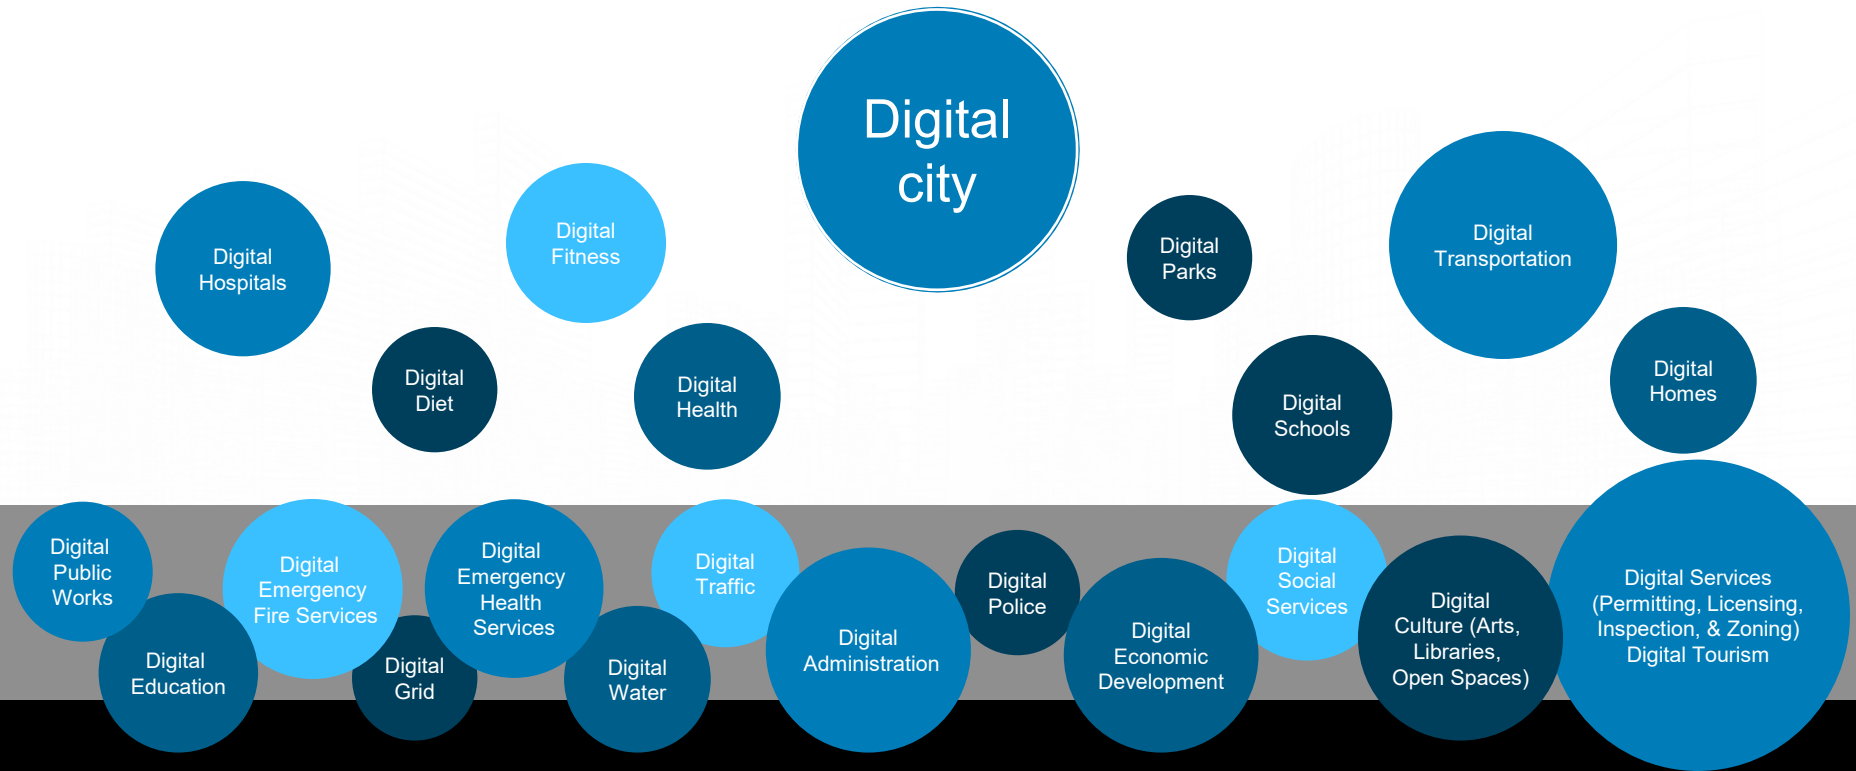 Digital
city
Digital
Hospitals
Digital
Fitness
Digital
Parks
Digital
Transportation
Digital
Diet
Digital
Health
Digital
Schools
Digital
Homes
Digital
Public
Works
Digital
Education
Digital
Emergency
Fire Services
Digital
Grid
Digital
Emergency
Health
Services
Digital
Water
Digital
Traffic
Digital
Administration
Digital
Police
Digital
Economic
Development
Digital
Social
Services
Digital
Culture (Arts,
Libraries,
Open Spaces)
Digital Services
(Permitting, Licensing,
Inspection, & Zoning)
Digital Tourism